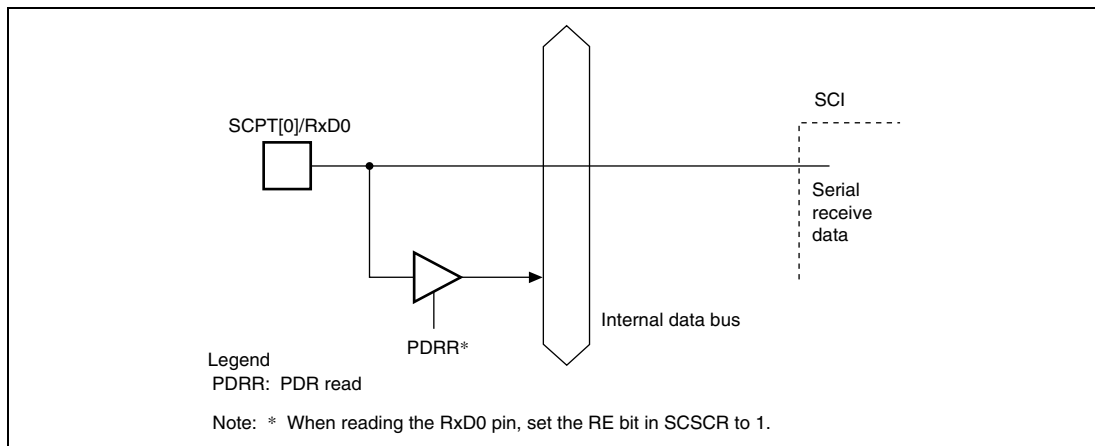 SCI
SCPT[0]/RxD0
Serial
receive
data
Internal data bus
PDRR*
Legend
PDRR: PDR read
Note: * When reading the RxD0 pin, set the RE bit in SCSCR to 1.